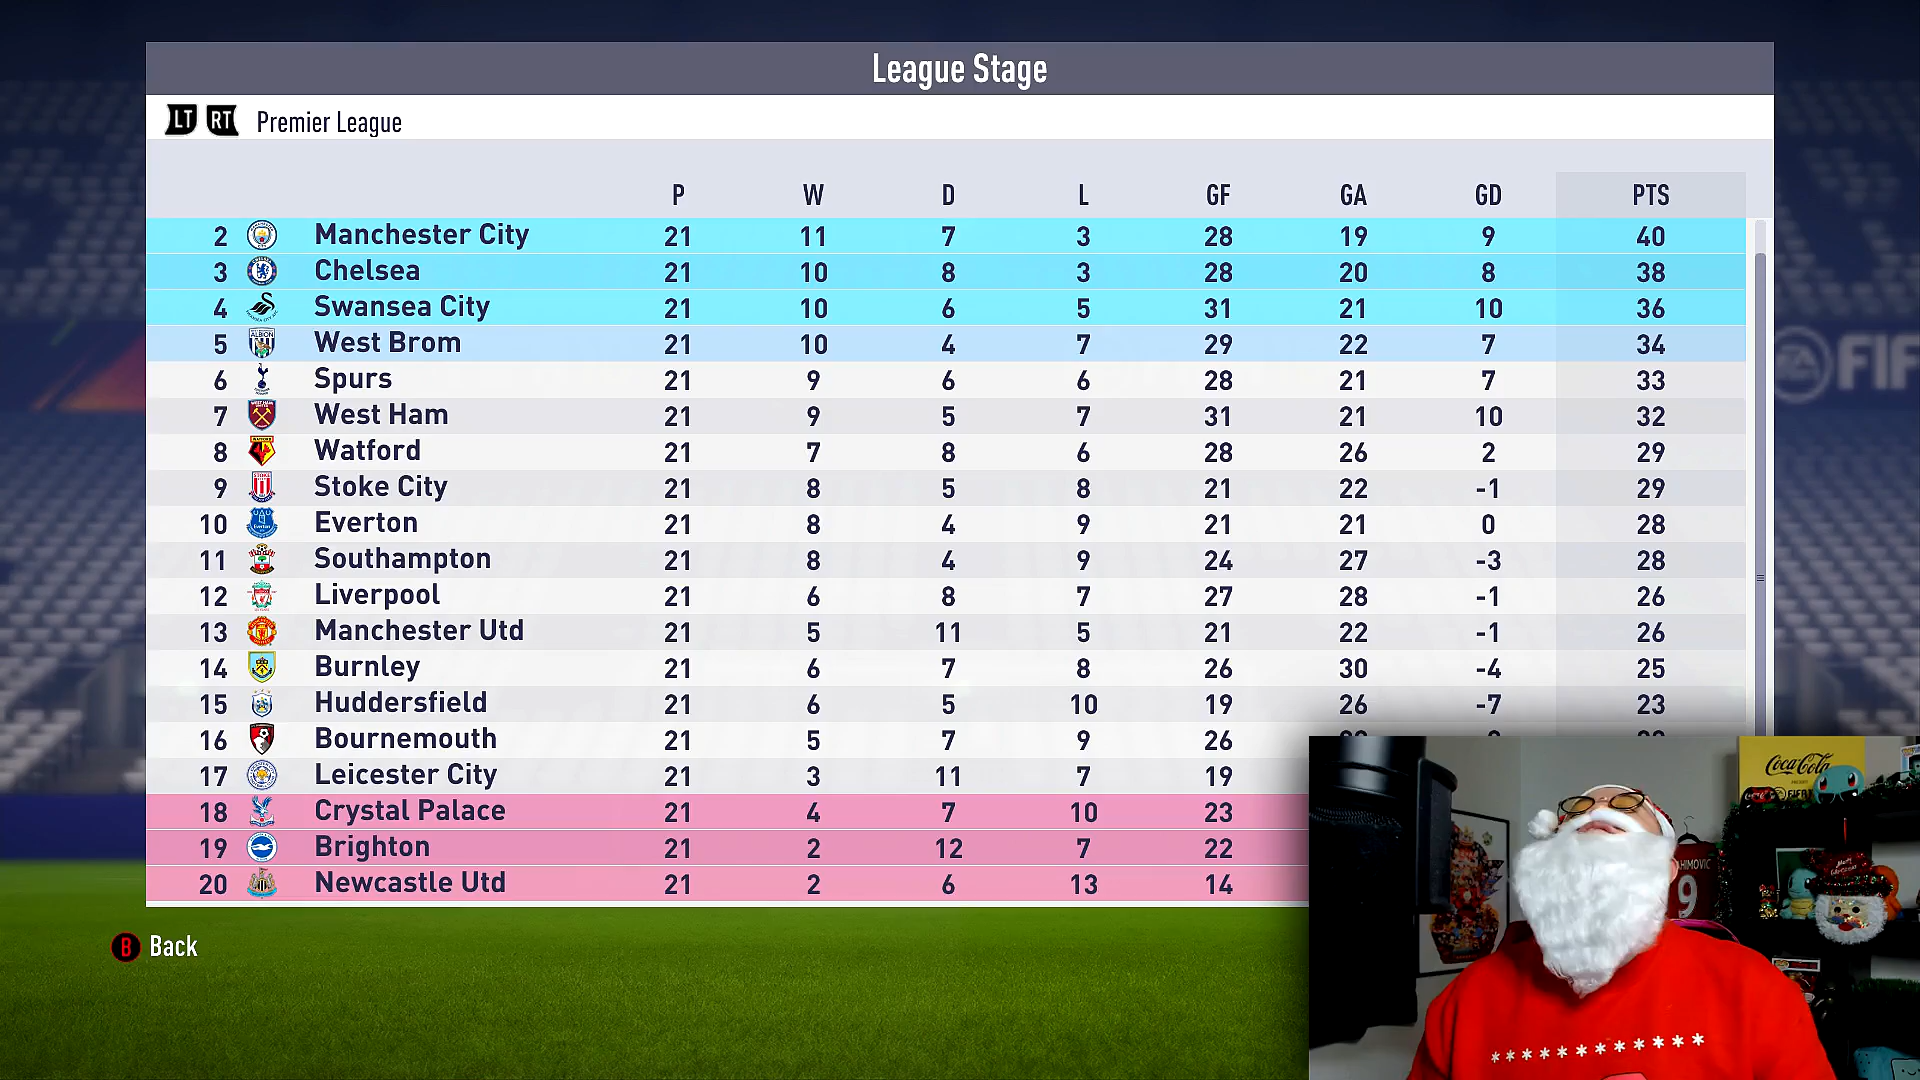 League Stage
LT RT Premier League
P W D L GF GA GD PTS
2 Manchester City 21 11 7 3 28 19 9 40
3 Chelsea 21 10 8 3 28 20 8 38
4 Swansea City 21 10 6 5 31 21 10 36
5 West Brom 21 10 4 7 29 22 7 34
6 Spurs 21 9 6 6 28 21 7 33
7 West Ham 21 9 5 7 31 21 10 32
8 Watford 21 7 8 6 28 26 2 29
9 Stoke City 21 8 5 8 21 22 -1 29
10 Everton 21 8 4 9 21 21 0 28
11 Southampton 21 8 4 9 24 27 -3 28
12 Liverpool 21 6 8 7 27 28 -1 26
13 Manchester Utd 21 5 11 5 21 22 -1 26
14 Burnley 21 6 7 8 26 30 -4 25
15 Huddersfield 21 6 5 10 19 26 -7 23
16 Bournemouth 21 5 7 9 26
17 Leicester City 21 3 11 7 19
18 Crystal Palace 21 4 7 10 23
19 Brighton 21 2 12 7 22
20 Newcastle Utd 21 2 6 13 14
B Back
EA FIF
Coca-Cola
HIMOVIC
9